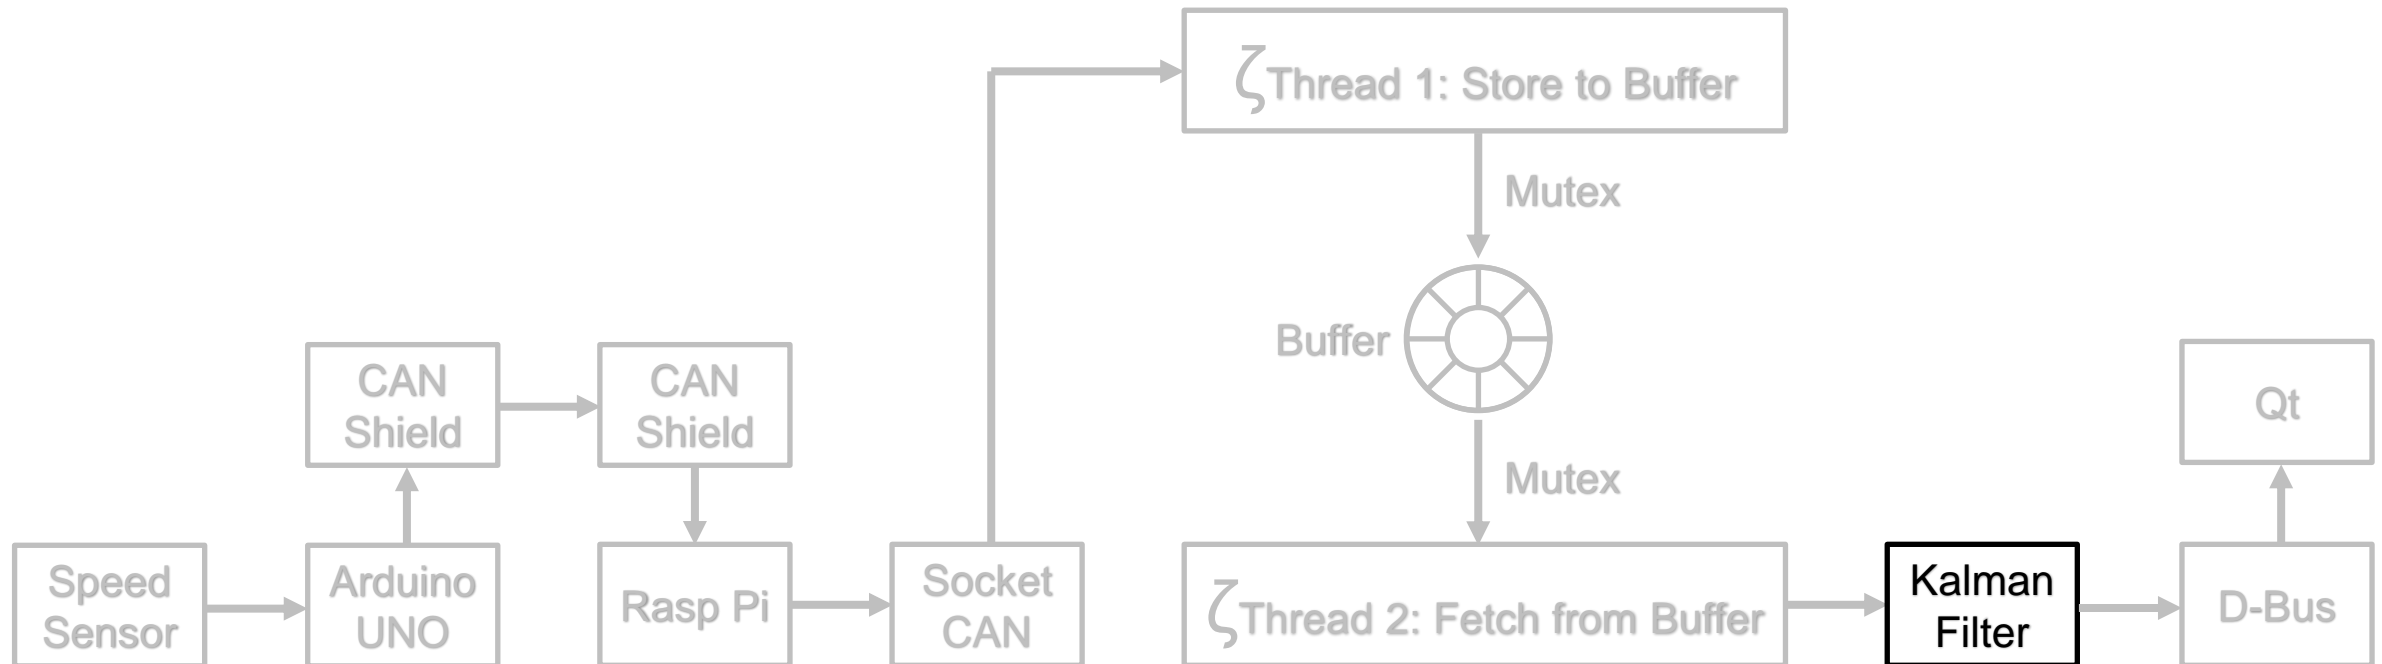 ζThread 1: Store to Buffer
Mutex
Buffer
CAN
Shield
CAN
Shield
Qt
Mutex
Speed
Sensor
Arduino
UNO
Rasp Pi
Socket
CAN
ζThread 2: Fetch from Buffer
Kalman
Filter
D-Bus